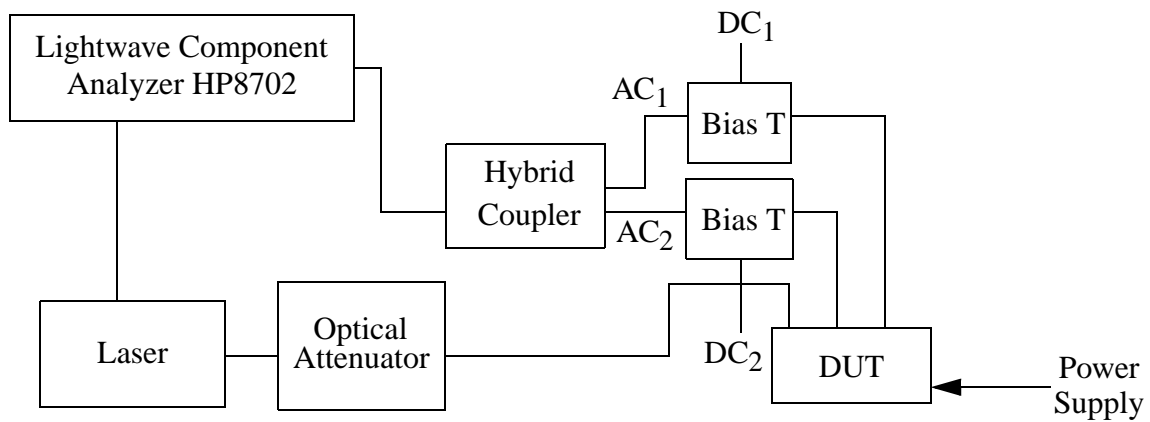 Lightwave Component
Analyzer HP8702
DC1
AC1
Bias T
Hybrid
Coupler
AC2
Bias T
DC2
Laser
Optical
Attenuator
DUT
Power
Supply